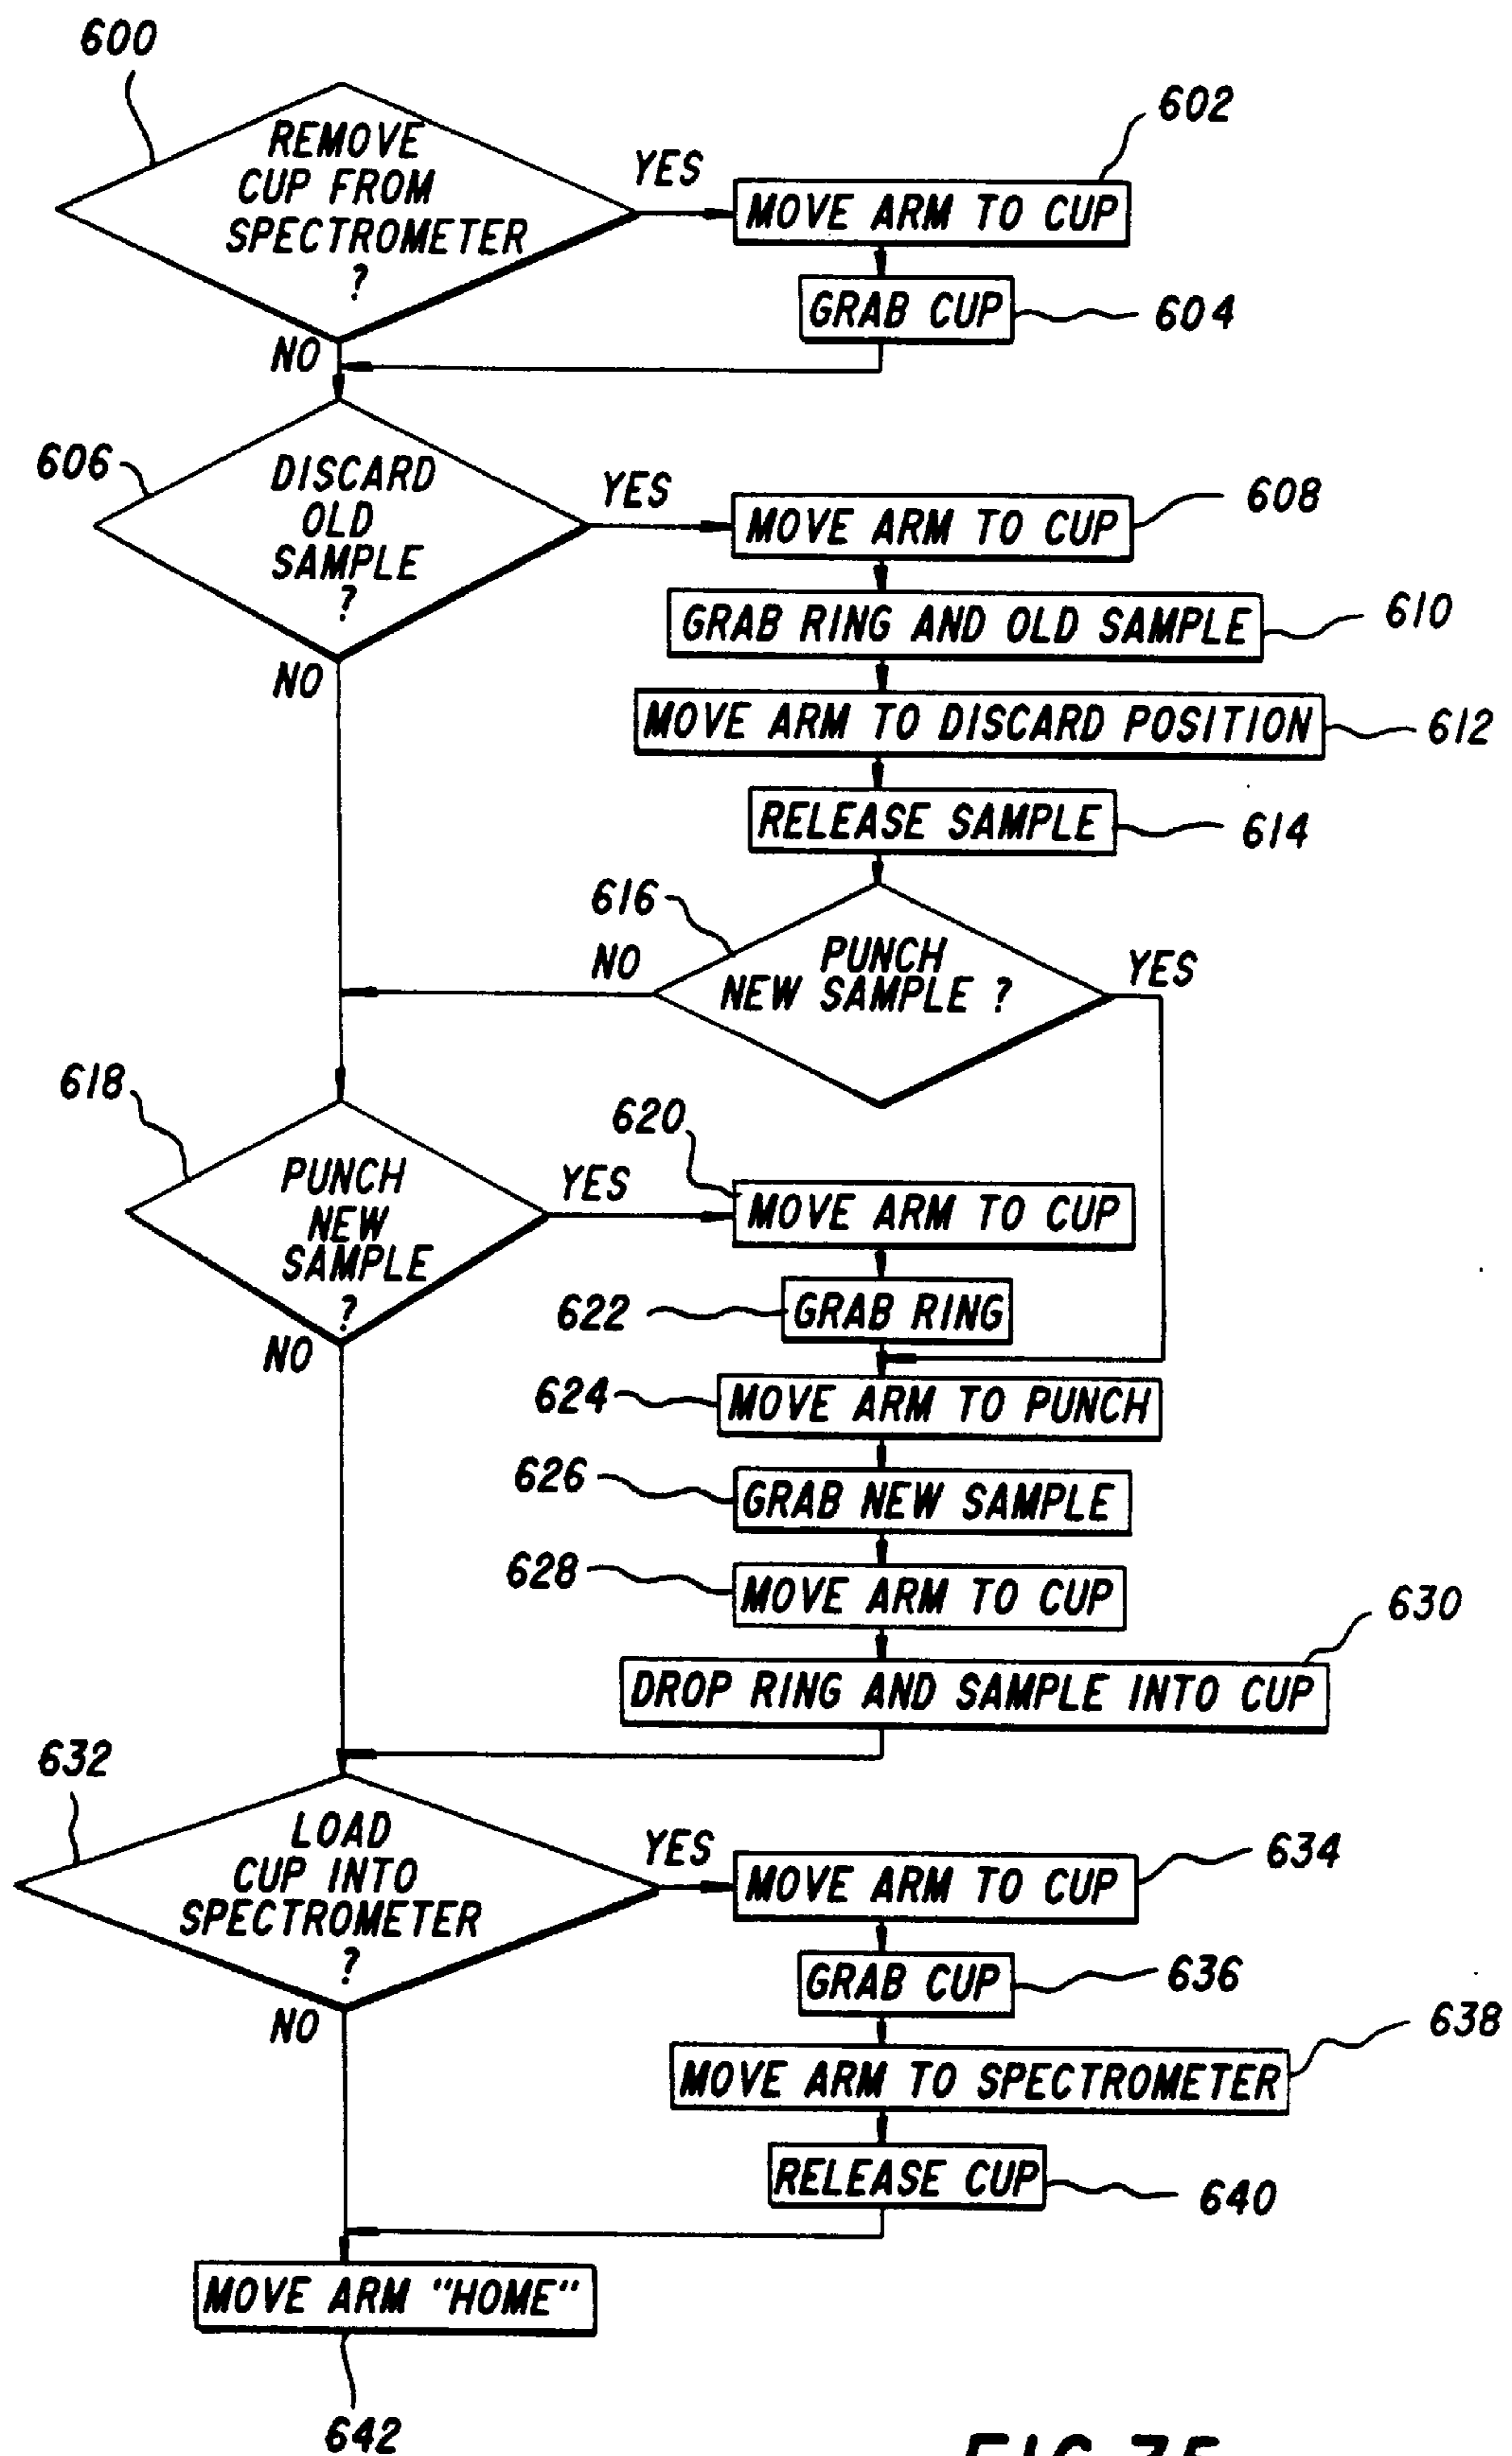 600
REMOVE
CUP FROM
SPECTROMETER
?
YES
602
MOVE ARM TO CUP
GRAB CUP
604
NO
606
DISCARD
OLD
SAMPLE
?
YES
608
MOVE ARM TO CUP
GRAB RING AND OLD SAMPLE
610
MOVE ARM TO DISCARD POSITION
612
RELEASE SAMPLE
614
NO
616
PUNCH
NEW SAMPLE ?
NO
YES
618
PUNCH
NEW
SAMPLE
?
YES
620
MOVE ARM TO CUP
622
GRAB RING
NO
624
MOVE ARM TO PUNCH
626
GRAB NEW SAMPLE
628
MOVE ARM TO CUP
630
DROP RING AND SAMPLE INTO CUP
632
LOAD
CUP INTO
SPECTROMETER
?
YES
634
MOVE ARM TO CUP
GRAB CUP
636
NO
638
MOVE ARM TO SPECTROMETER
RELEASE CUP
640
MOVE ARM "HOME"
642